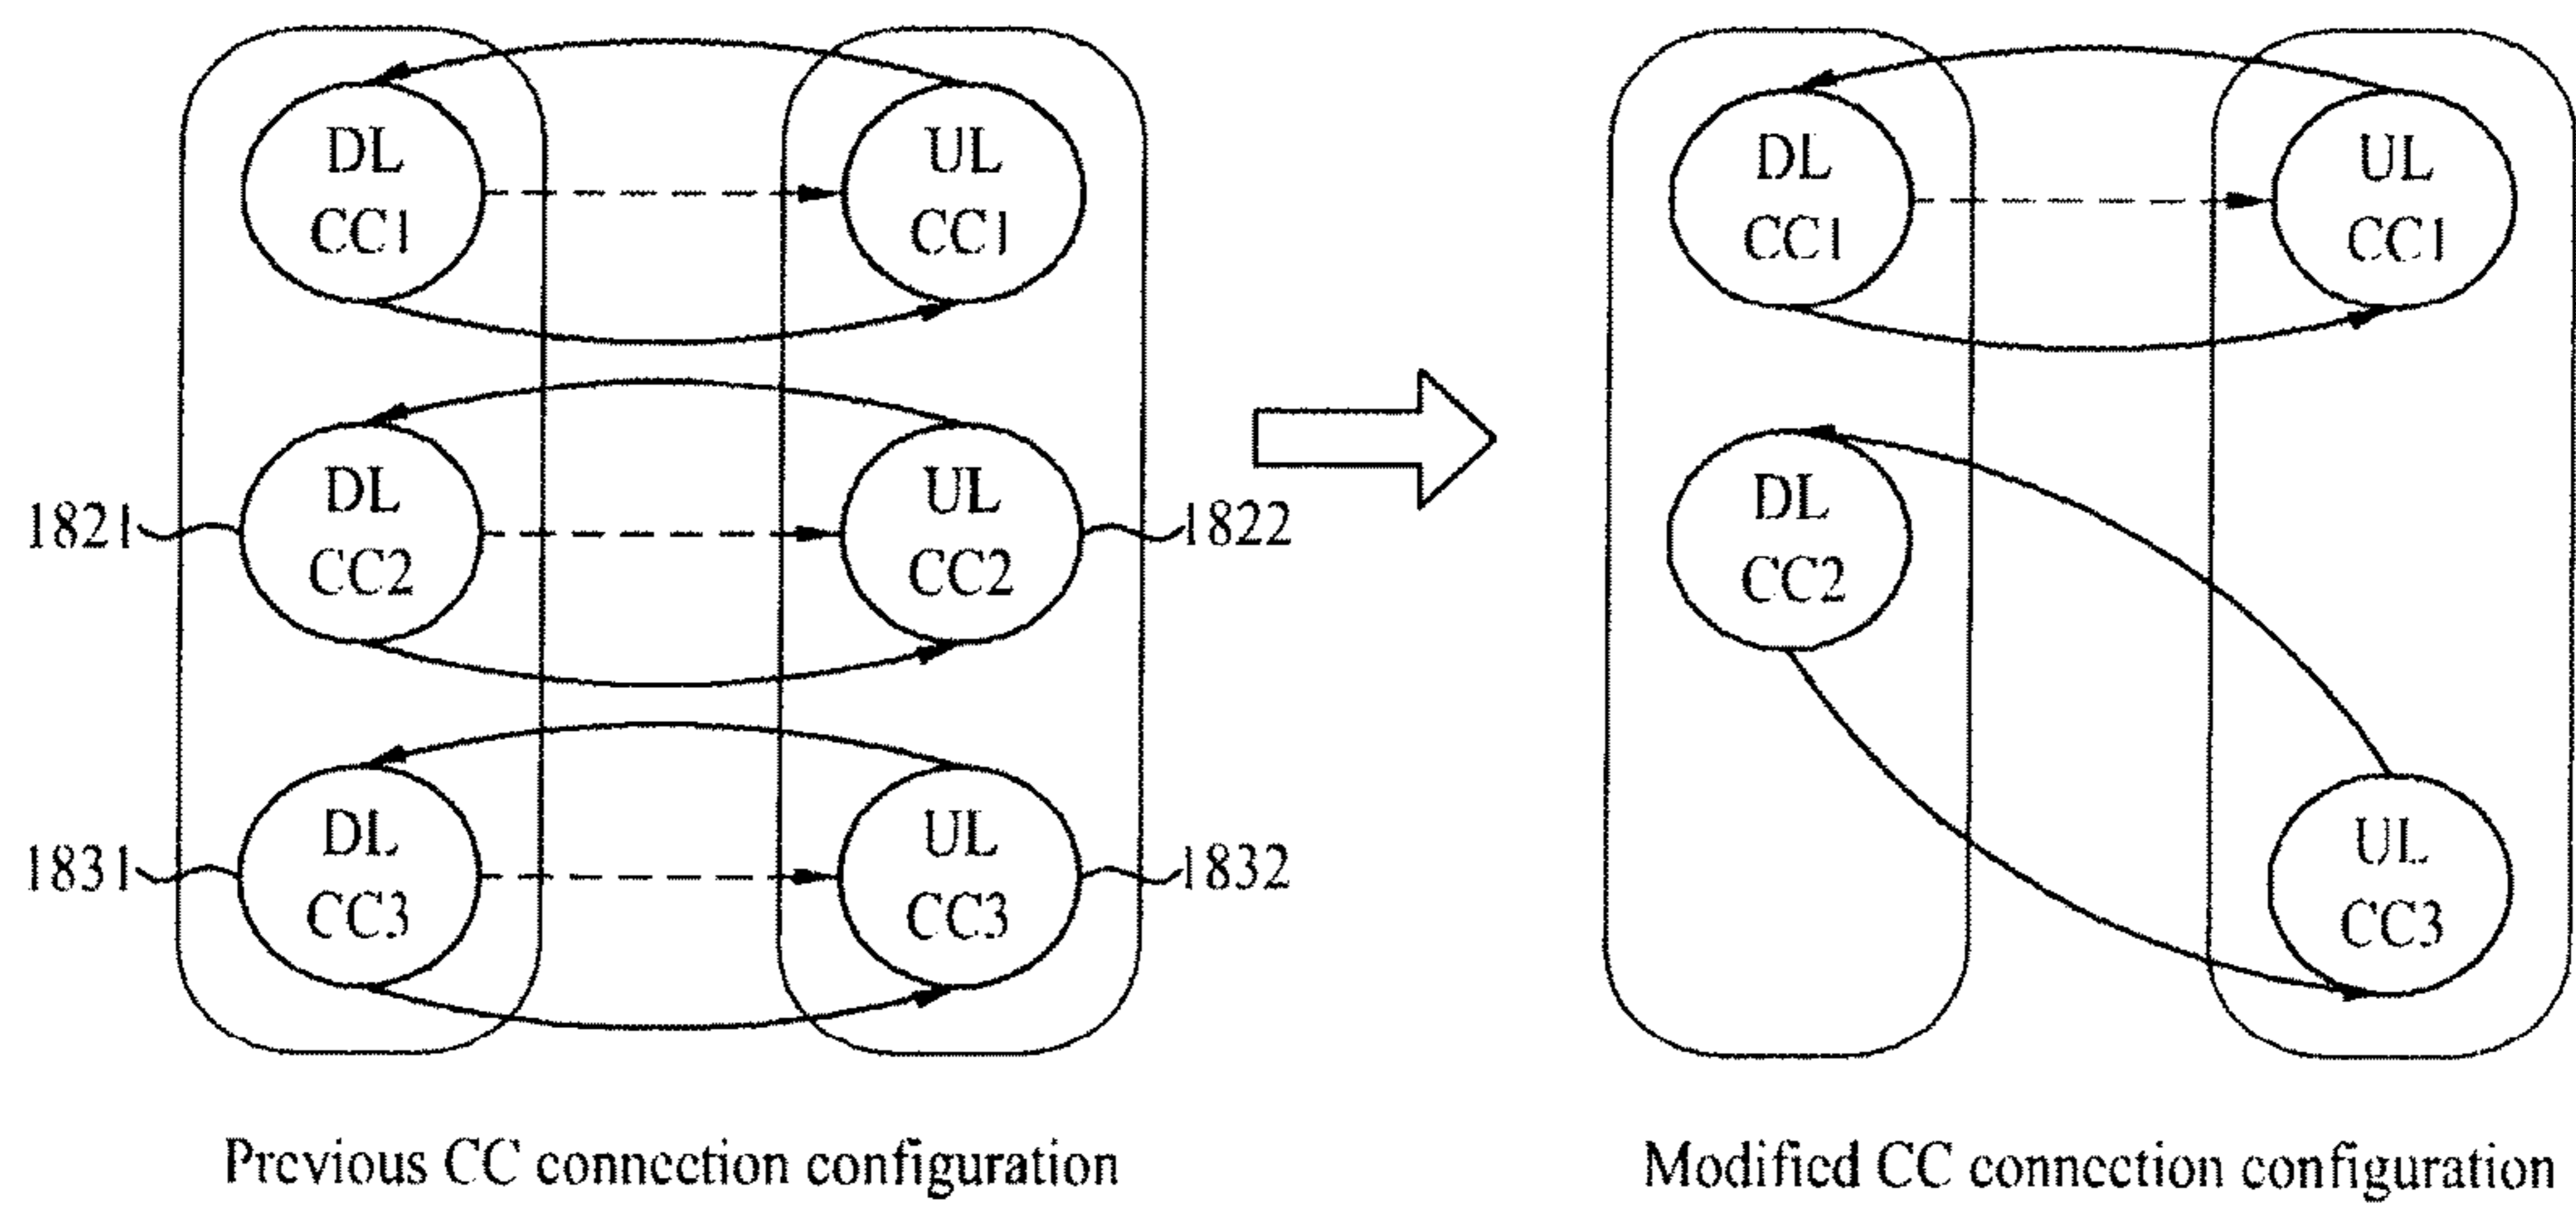 DL
CC1
UL
CC1
DL
CC1
UL
CC1
1821
DL
CC2
UL
CC2
1822
DL
CC2
1831
DL
CC3
UL
CC3
1832
UL
CC3
Previous CC connection configuration
Modified CC connection configuration